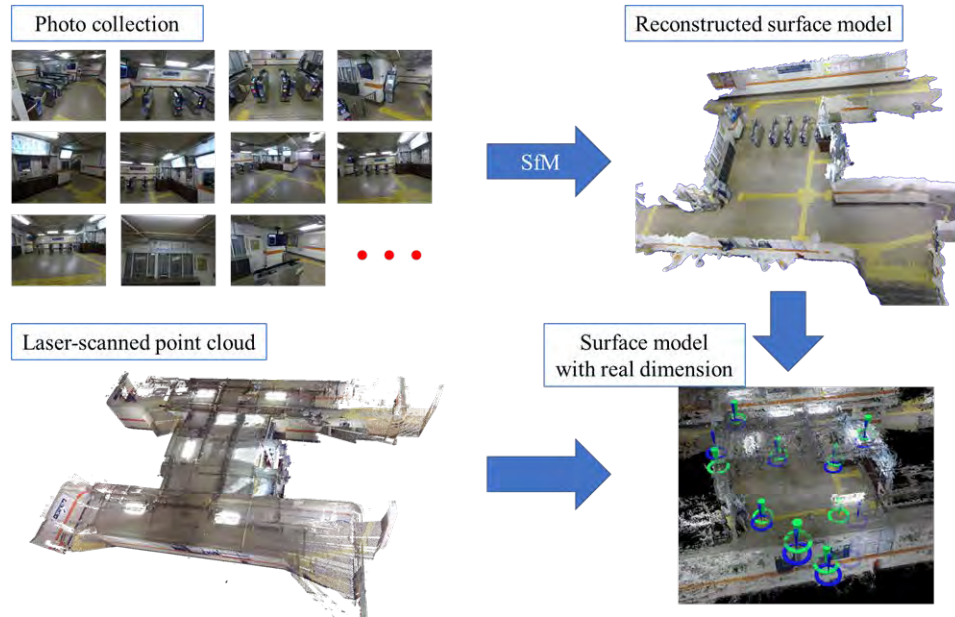 Photo collection
Reconstructed surface model
SfM
Laser-scanned point cloud
Surface model
with real dimension